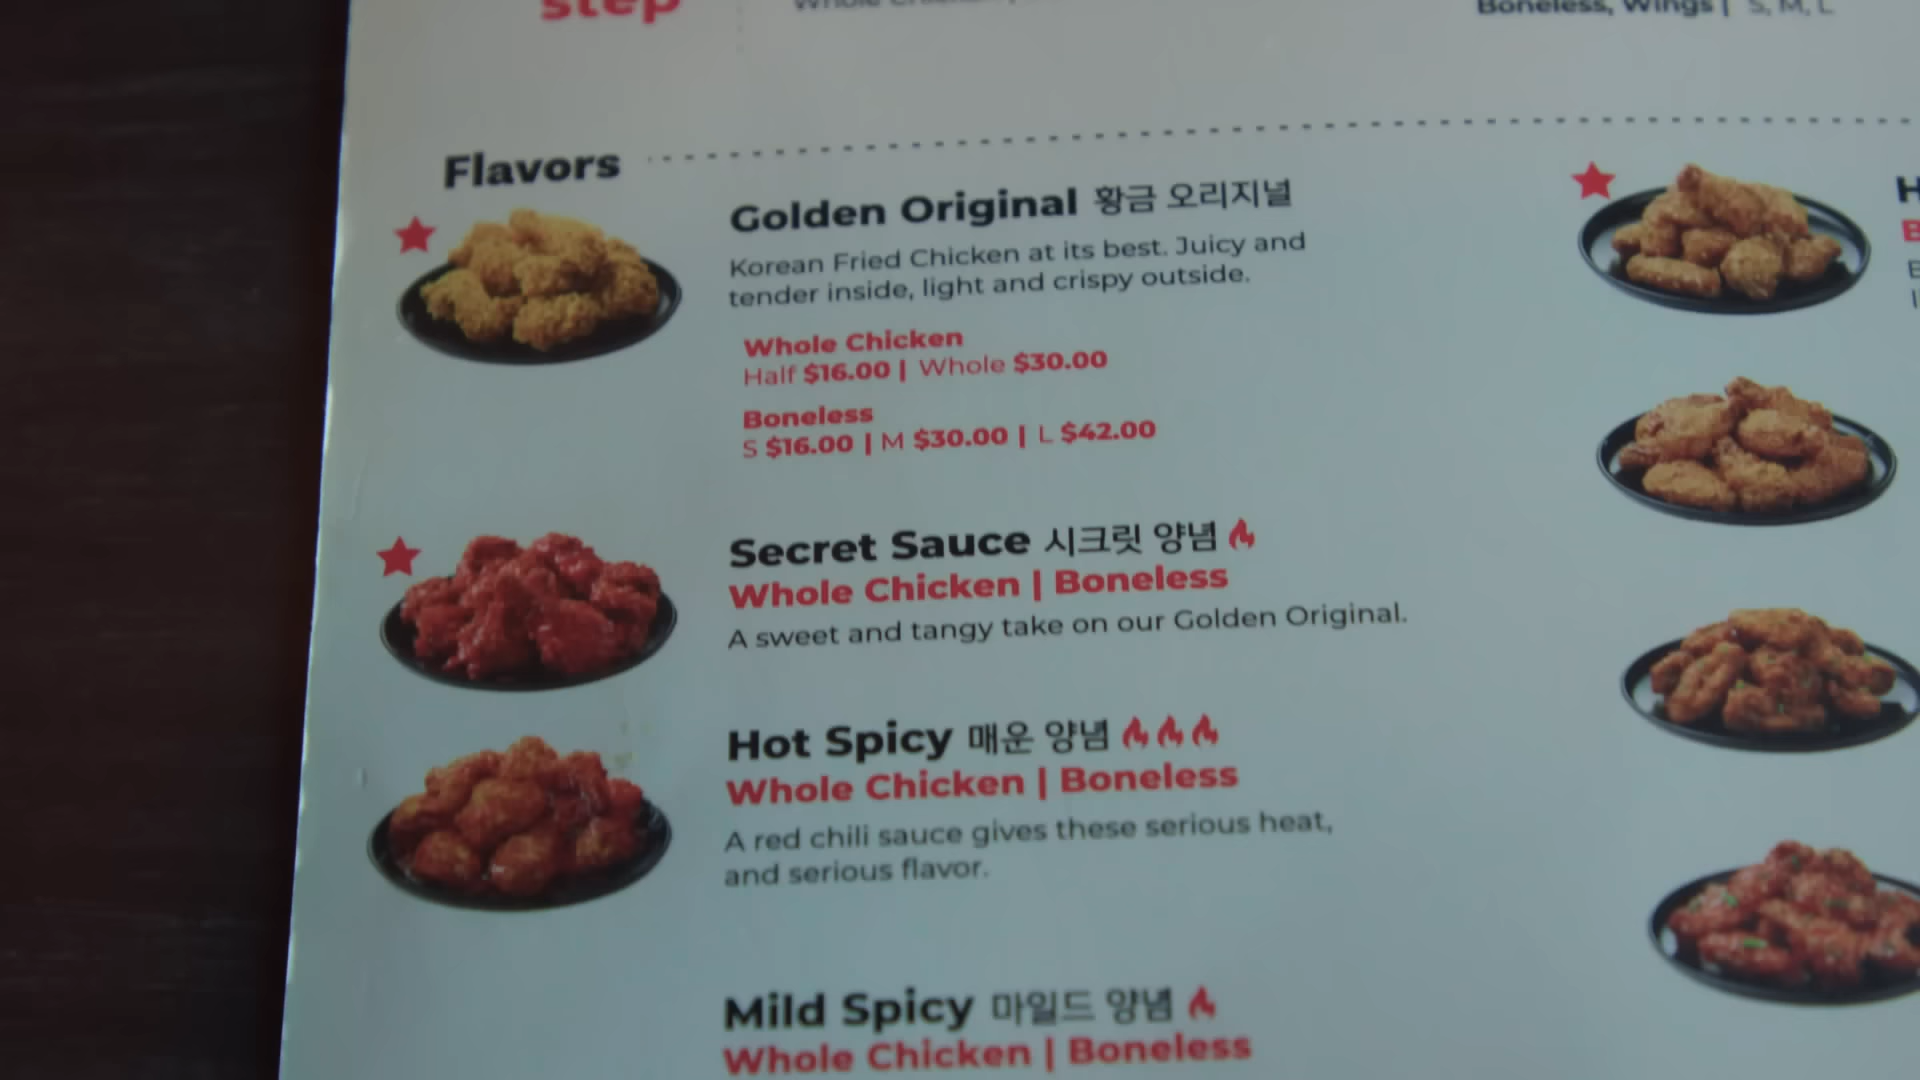 step
Boneless, Wings | S, M, L
Flavors
Golden Original 황금 오리지널
Korean Fried Chicken at its best. Juicy and
tender inside, light and crispy outside.
Whole Chicken
Half $16.00 | Whole $30.00
Boneless
S $16.00 | M $30.00 | L $42.00
Secret Sauce 시크릿 양념
Whole Chicken | Boneless
A sweet and tangy take on our Golden Original.
Hot Spicy 매운 양념
Whole Chicken | Boneless
A red chili sauce gives these serious heat,
and serious flavor.
Mild Spicy 마일드 양념
Whole Chicken | Boneless